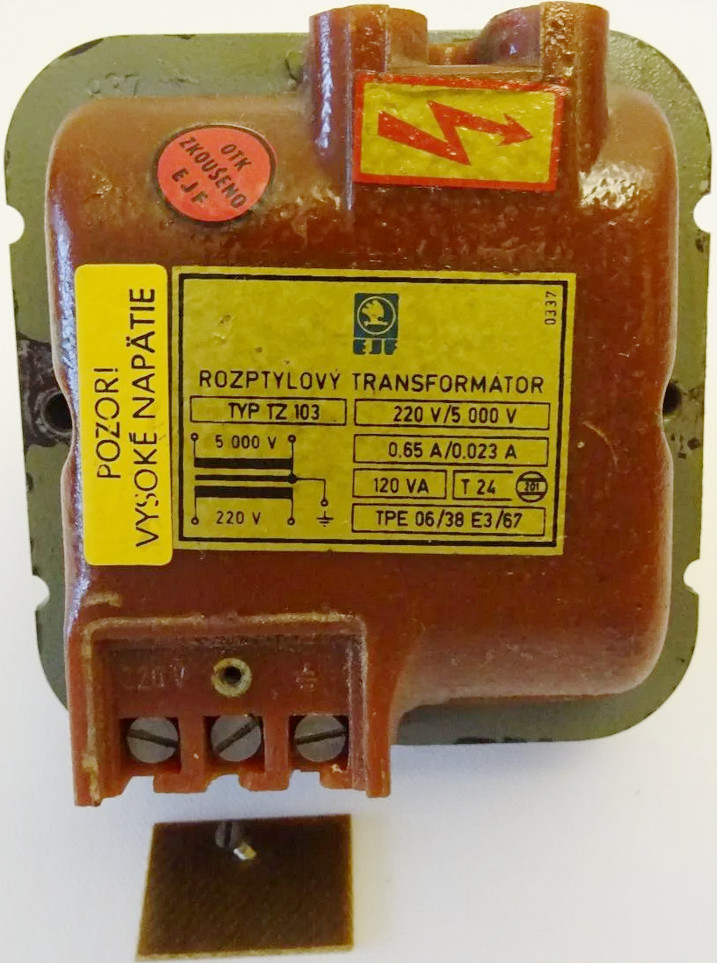 OTK
ZKOUŠENO
EJF
POZOR!
VYSOKÉ NAPÄTIE
EJF
0337
ROZPTYLOVÝ TRANSFORMATOR
TYP TZ 103
220 V/5 000 V
5 000 V
0,65 A/0,023 A
120 VA
T 24
201
220 V
TPE 06/38 E3/67